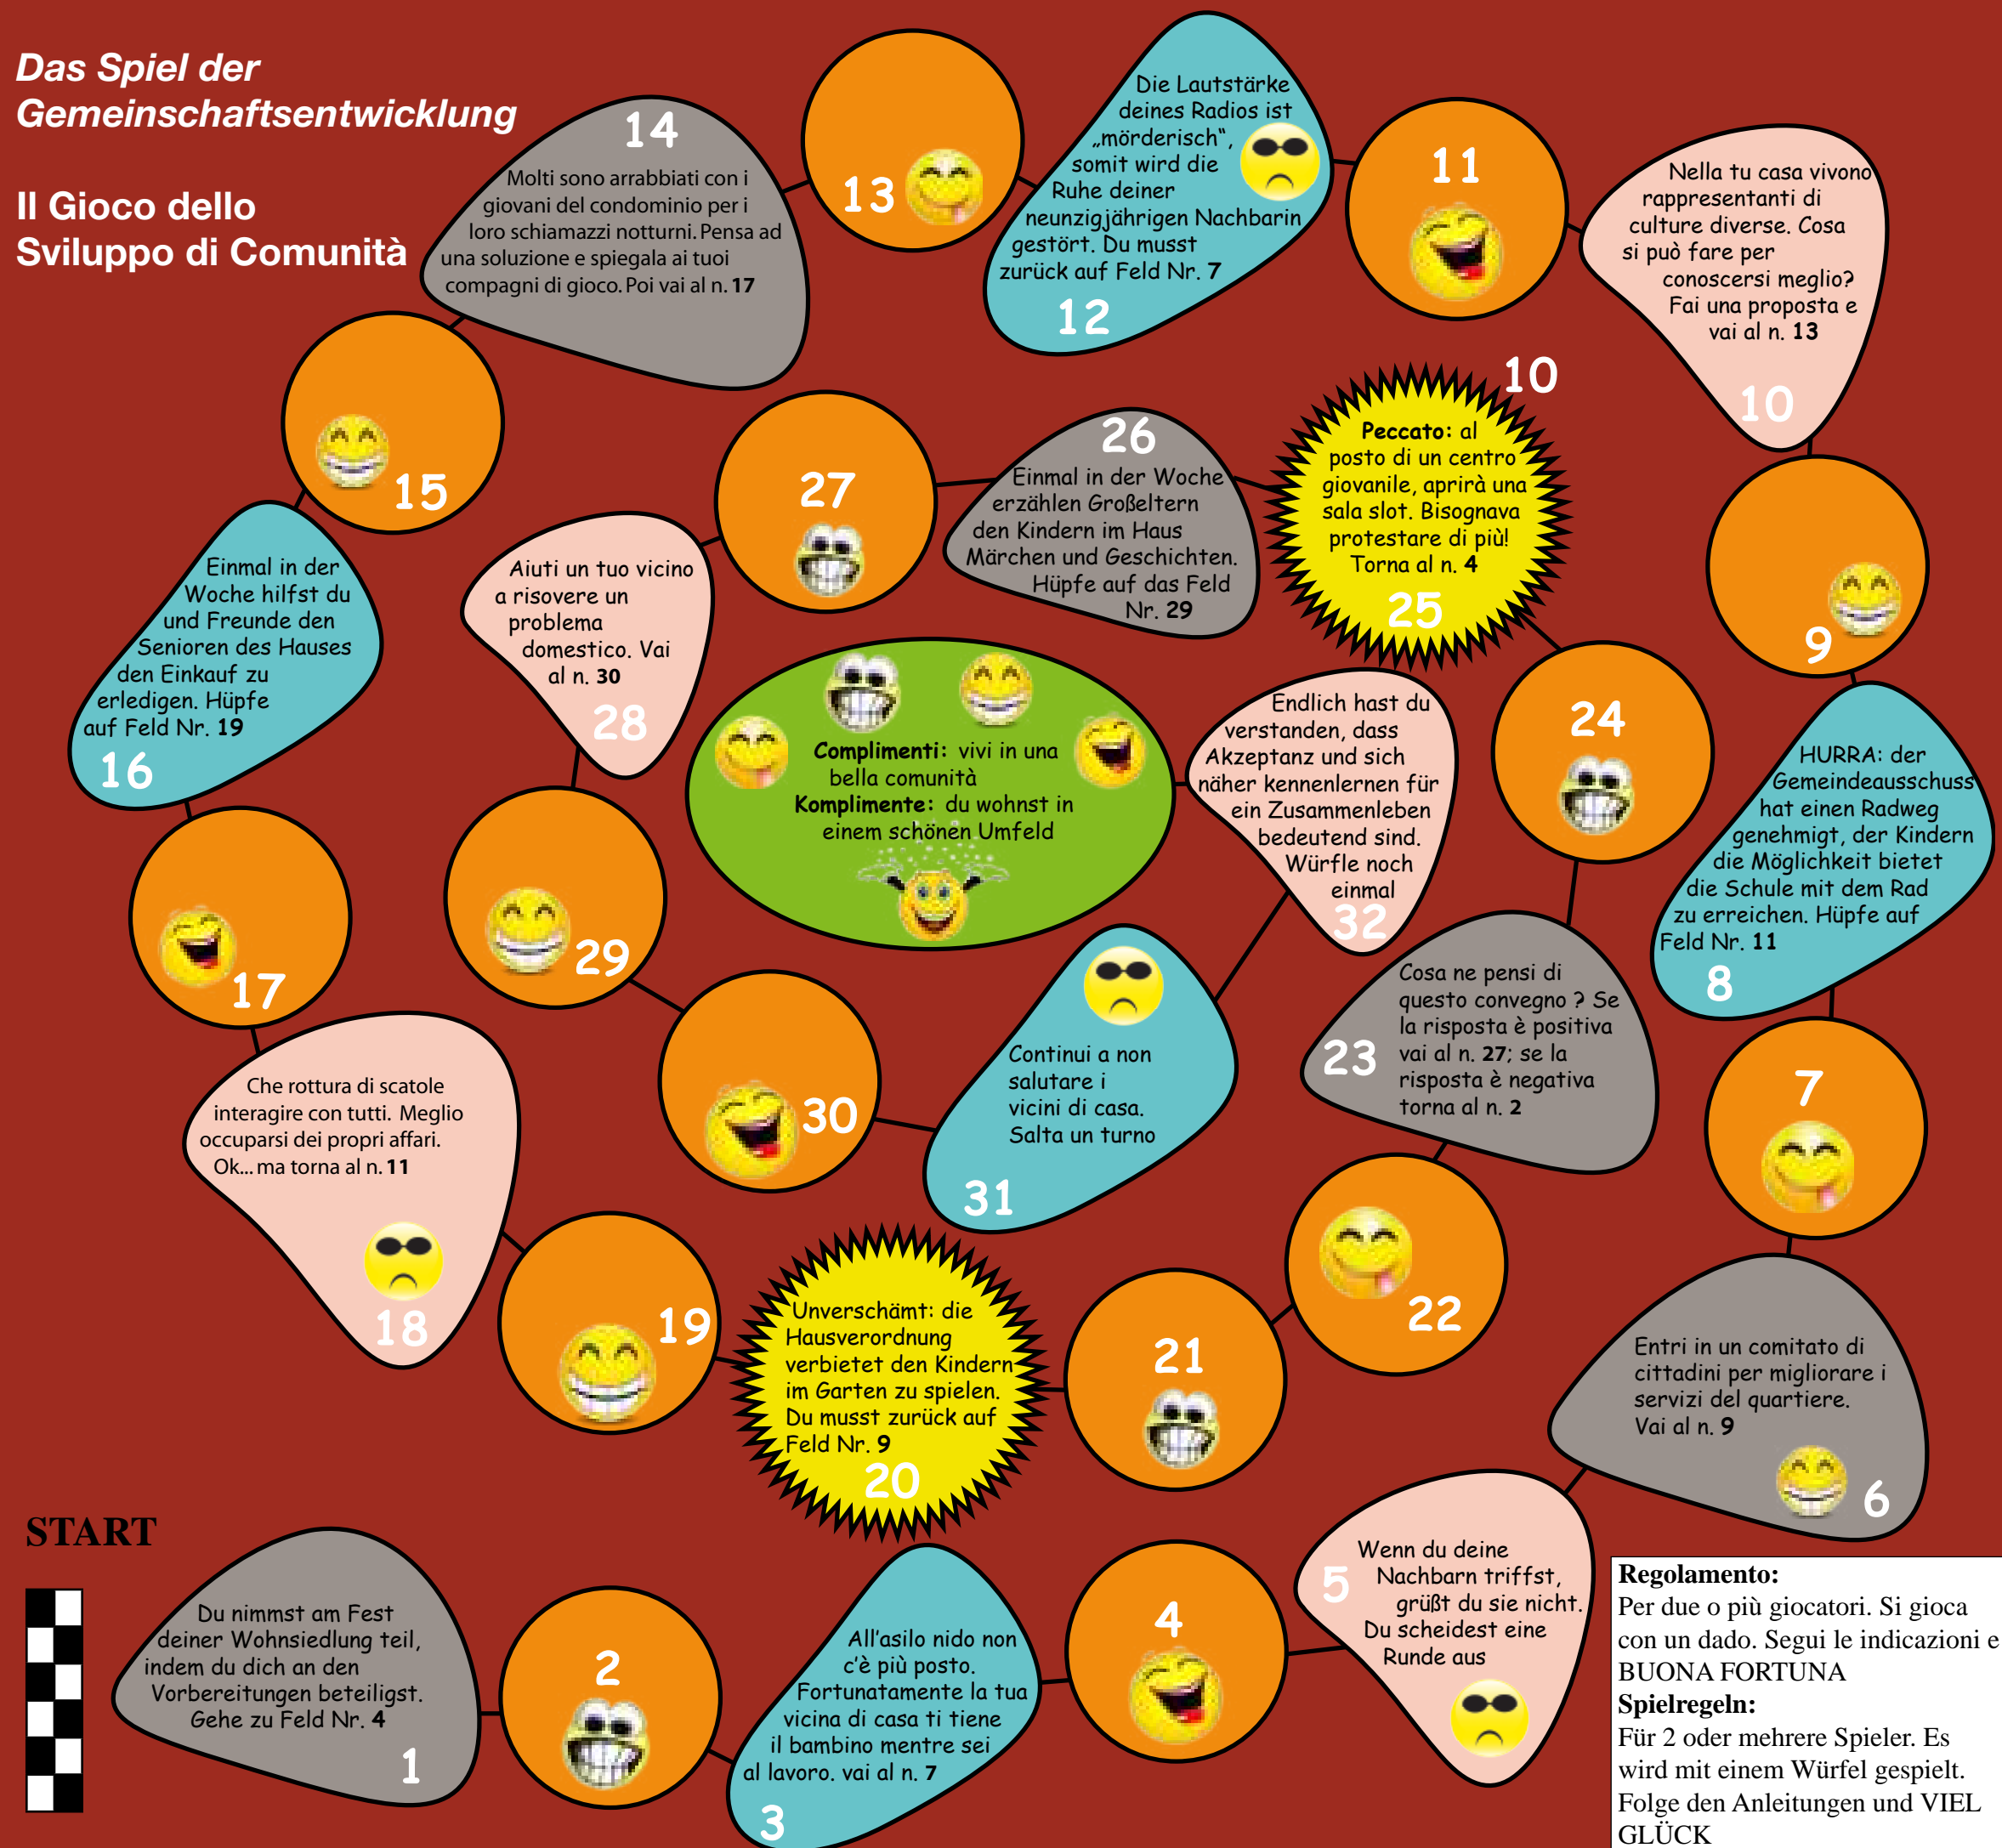 Das Spiel der
Gemeinschaftsentwicklung
Il Gioco dello
Sviluppo di Comunità
START
Du nimmst am Fest
deiner Wohnsiedlung teil,
indem du dich an den
Vorbereitungen beteiligst.
Gehe zu Feld Nr. 4
1
2
All'asilo nido non
c'è più posto.
Fortunatamente la tua
vicina di casa ti tiene
il bambino mentre sei
al lavoro. vai al n. 7
3
4
Wenn du deine
Nachbarn triffst,
grüßt du sie nicht.
Du scheidest eine
Runde aus
5
Entri in un comitato di
cittadini per migliorare i
servizi del quartiere.
Vai al n. 9
6
7
HURRA: der
Gemeindeausschuss
hat einen Radweg
genehmigt, der Kindern
die Möglichkeit bietet
die Schule mit dem Rad
zu erreichen. Hüpfe auf
Feld Nr. 11
8
9
Nella tu casa vivono
rappresentanti di
culture diverse. Cosa
si può fare per
conoscersi meglio?
Fai una proposta e
vai al n. 13
10
11
Die Lautstärke
deines Radios ist
„mörderisch“,
somit wird die
Ruhe deiner
neunzigjährigen Nachbarin
gestört. Du musst
zurück auf Feld Nr. 7
12
13
14
Molti sono arrabbiati con i
giovani del condominio per i
loro schiamazzi notturni. Pensa ad
una soluzione e spiegala ai tuoi
compagni di gioco. Poi vai al n. 17
15
Einmal in der
Woche hilfst du
und Freunde den
Senioren des Hauses
den Einkauf zu
erledigen. Hüpfe
auf Feld Nr. 19
16
17
Che rottura di scatole
interagire con tutti. Meglio
occuparsi dei propri affari.
Ok... ma torna al n. 11
18
19
Unverschämt: die
Hausverordnung
verbietet den Kindern
im Garten zu spielen.
Du musst zurück auf
Feld Nr. 9
20
21
22
Cosa ne pensi di
questo convegno ? Se
la risposta è positiva
vai al n. 27; se la
risposta è negativa
torna al n. 2
23
24
10
Peccato: al
posto di un centro
giovanile, aprirà una
sala slot. Bisognava
protestare di più!
Torna al n. 4
25
26
Einmal in der Woche
erzählen Großeltern
den Kindern im Haus
Märchen und Geschichten.
Hüpfe auf das Feld
Nr. 29
27
Aiuti un tuo vicino
a risovere un
problema
domestico. Vai
al n. 30
28
29
30
Continui a non
salutare i
vicini di casa.
Salta un turno
31
Endlich hast du
verstanden, dass
Akzeptanz und sich
näher kennenlernen für
ein Zusammenleben
bedeutend sind.
Würfle noch
einmal
32
Complimenti: vivi in una
bella comunità
Komplimente: du wohnst in
einem schönen Umfeld
Regolamento:
Per due o più giocatori. Si gioca
con un dado. Segui le indicazioni e
BUONA FORTUNA
Spielregeln:
Für 2 oder mehrere Spieler. Es
wird mit einem Würfel gespielt.
Folge den Anleitungen und VIEL
GLÜCK